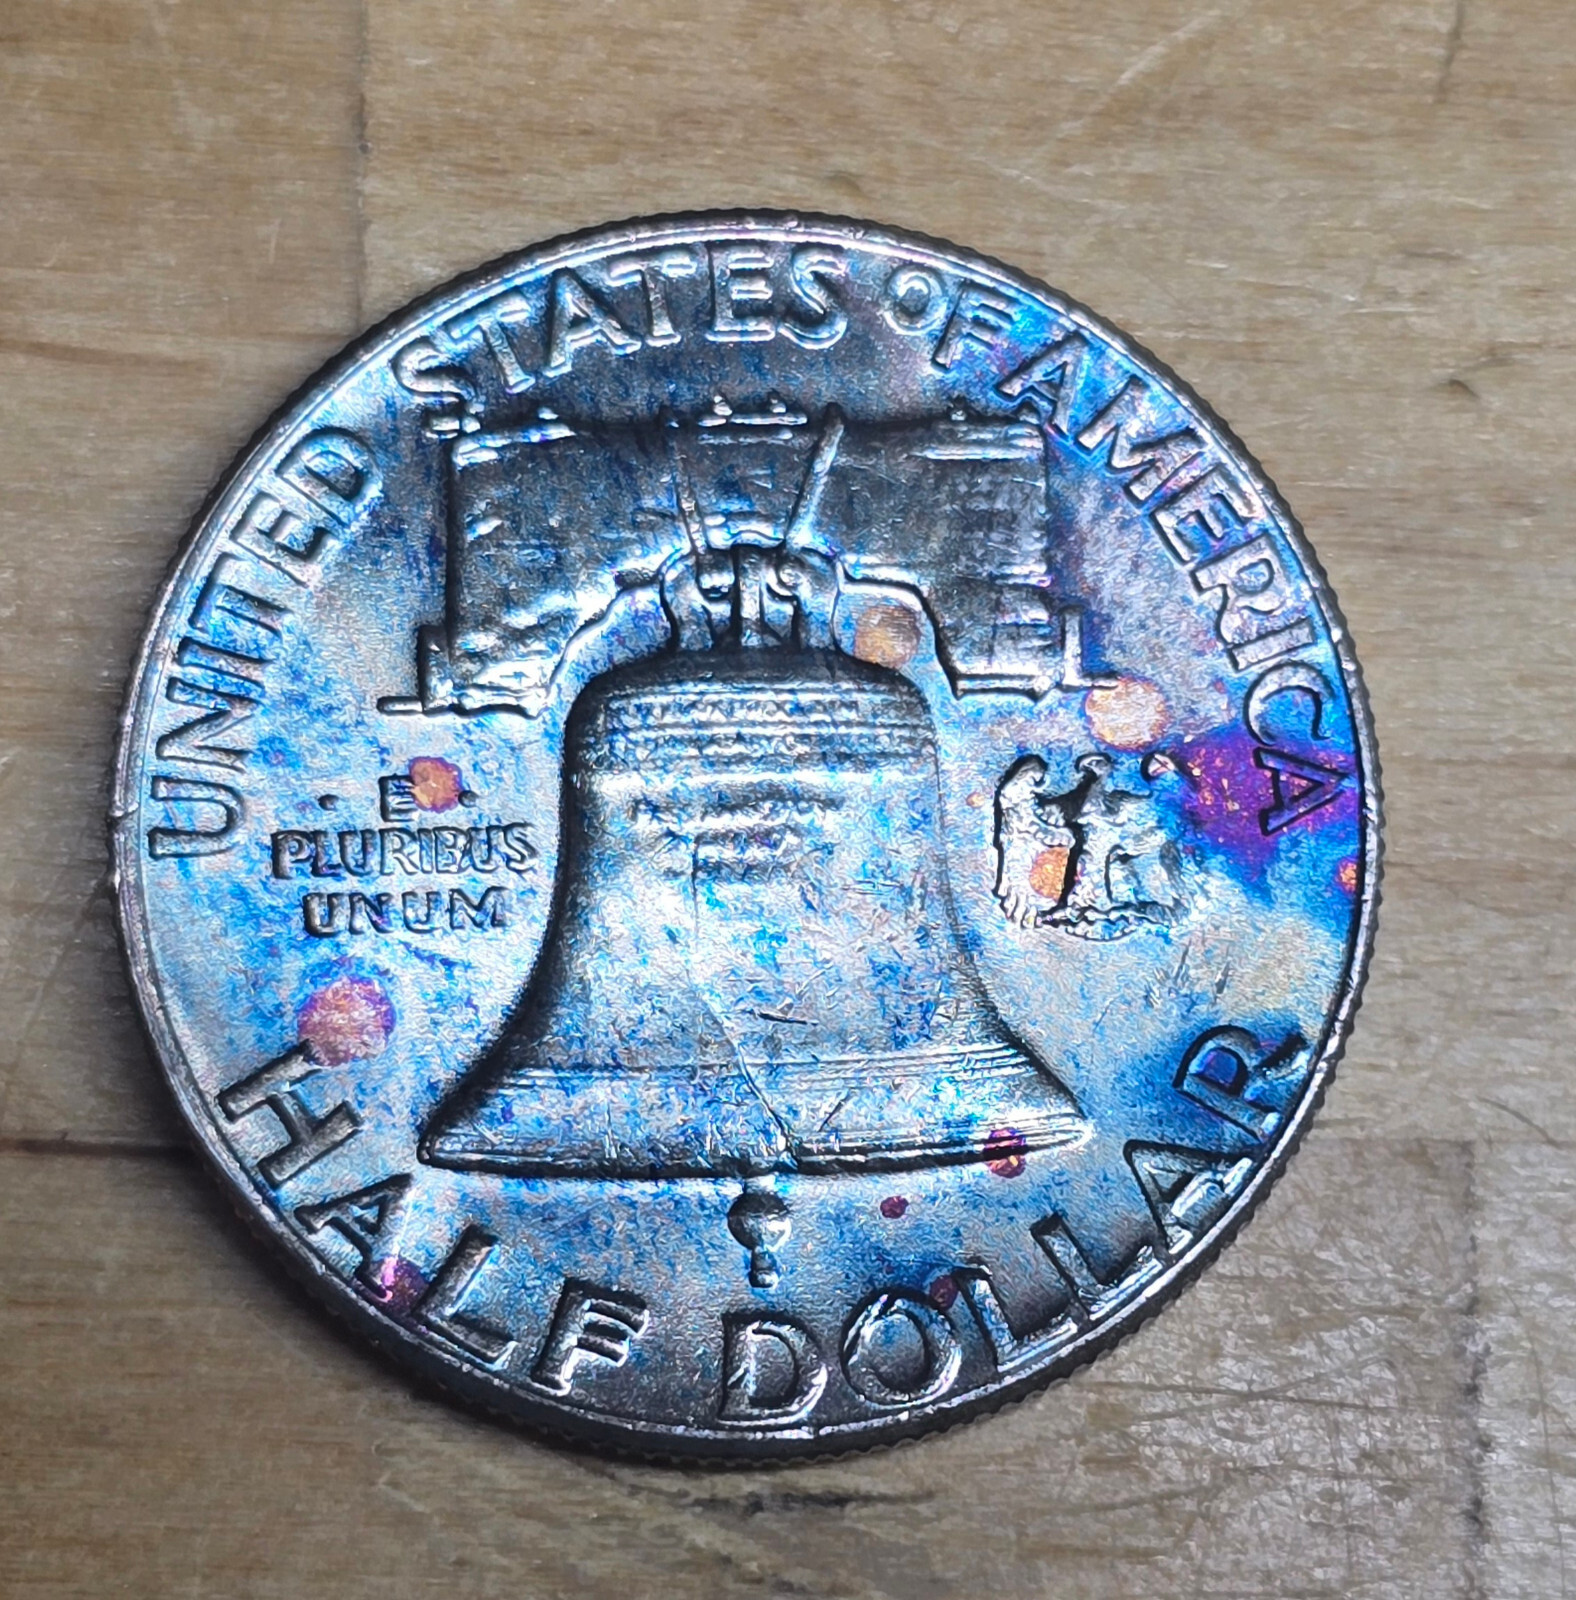 UNITED STATES OF AMERICA
· E ·
PLURIBUS
UNUM
HALF DOLLAR